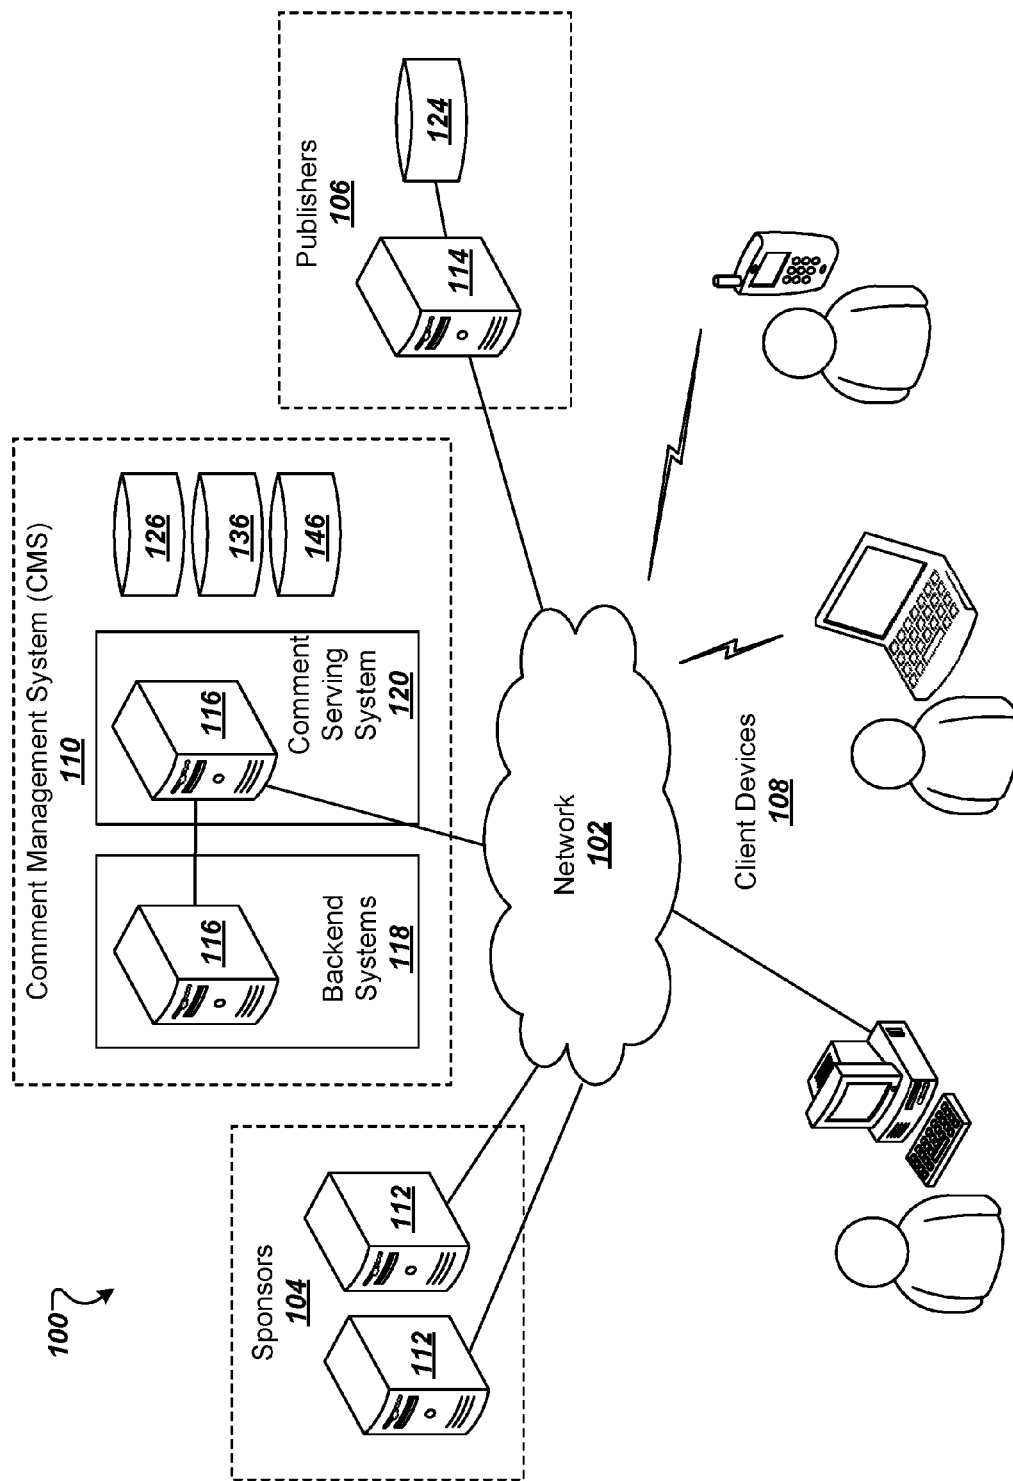 100
Comment Management System (CMS)
110
Sponsors
104
112
112
116
Backend
Systems
118
116
Comment
Serving
System
120
126
136
146
Publishers
106
114
124
Network
102
Client Devices
108